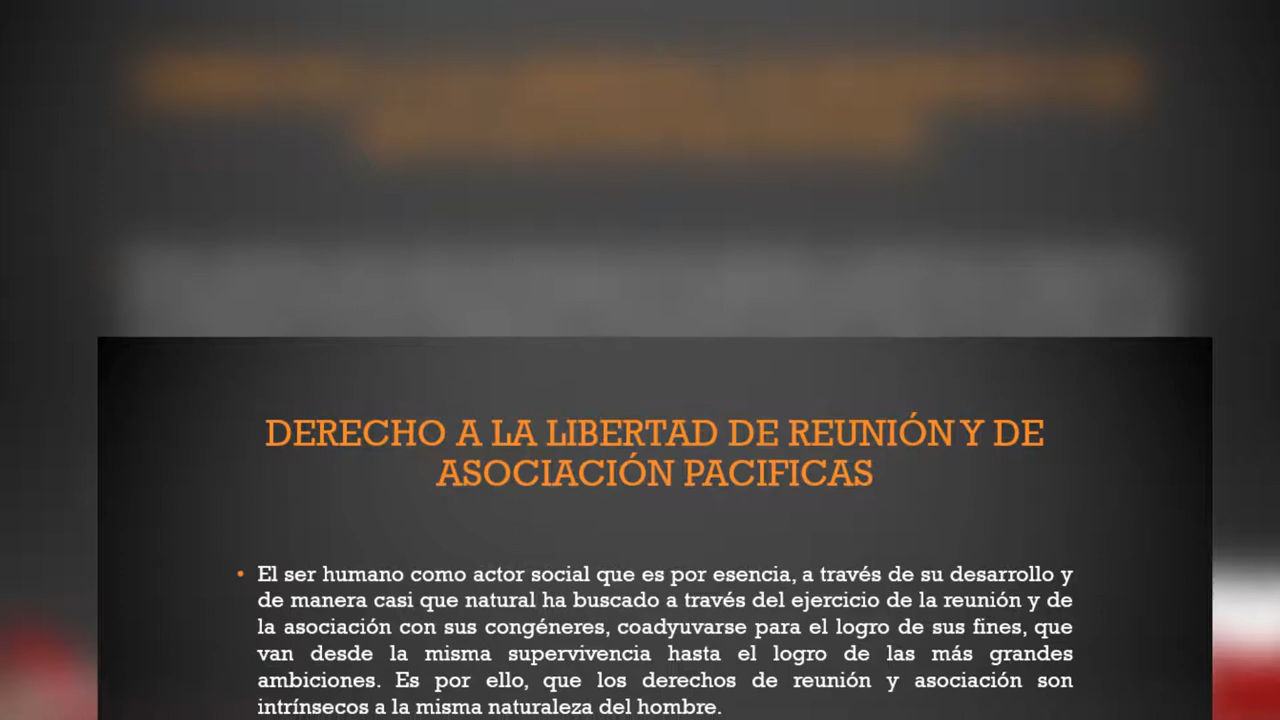 DERECHO A LA LIBERTAD DE REUNIÓN Y DE
ASOCIACIÓN PACIFICAS
• El ser humano como actor social que es por esencia, a través de su desarrollo y
de manera casi que natural ha buscado a través del ejercicio de la reunión y de
la asociación con sus congéneres, coadyuvarse para el logro de sus fines, que
van desde la misma supervivencia hasta el logro de las más grandes
ambiciones. Es por ello, que los derechos de reunión y asociación son
intrínsecos a la misma naturaleza del hombre.